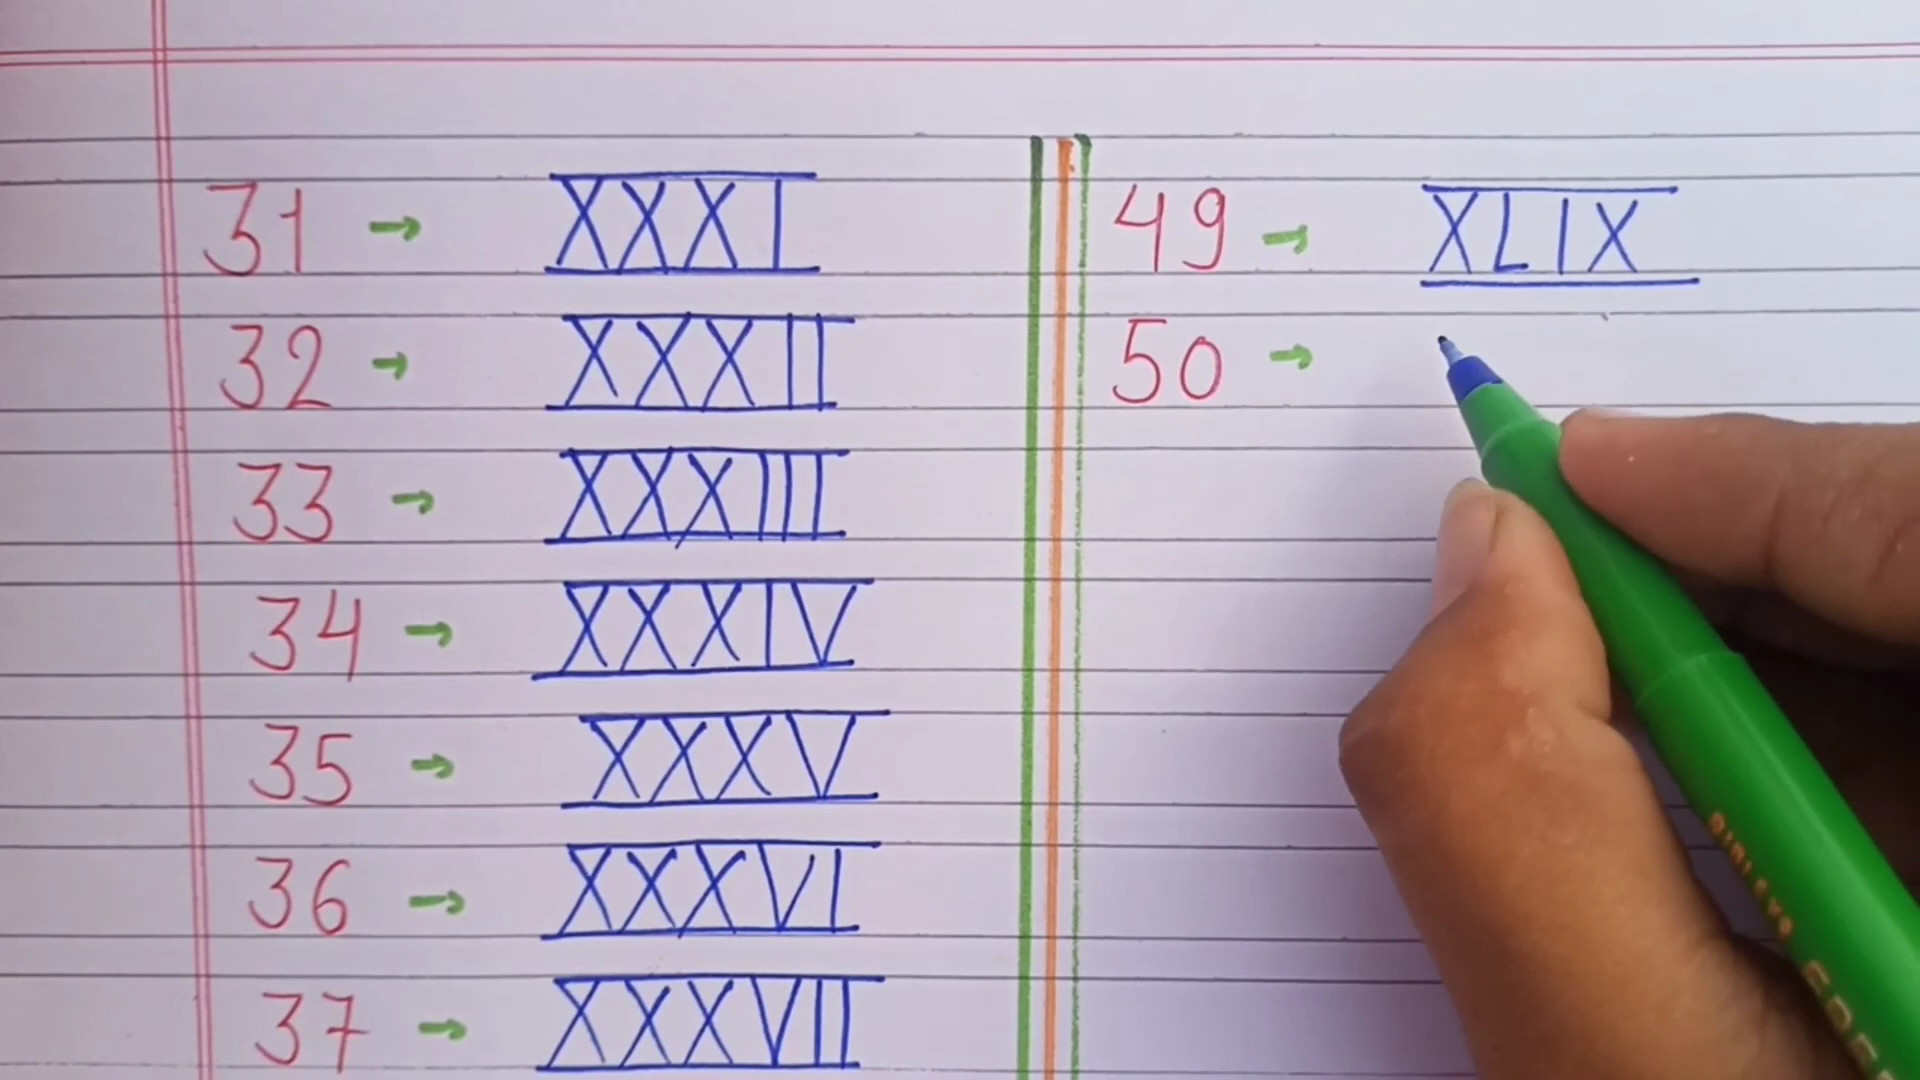 31 → XXXI
32 → XXXII
33 → XXXIII
34 → XXXIV
35 → XXXV
36 → XXXVI
37 → XXXVII
49 → XLIX
50 →